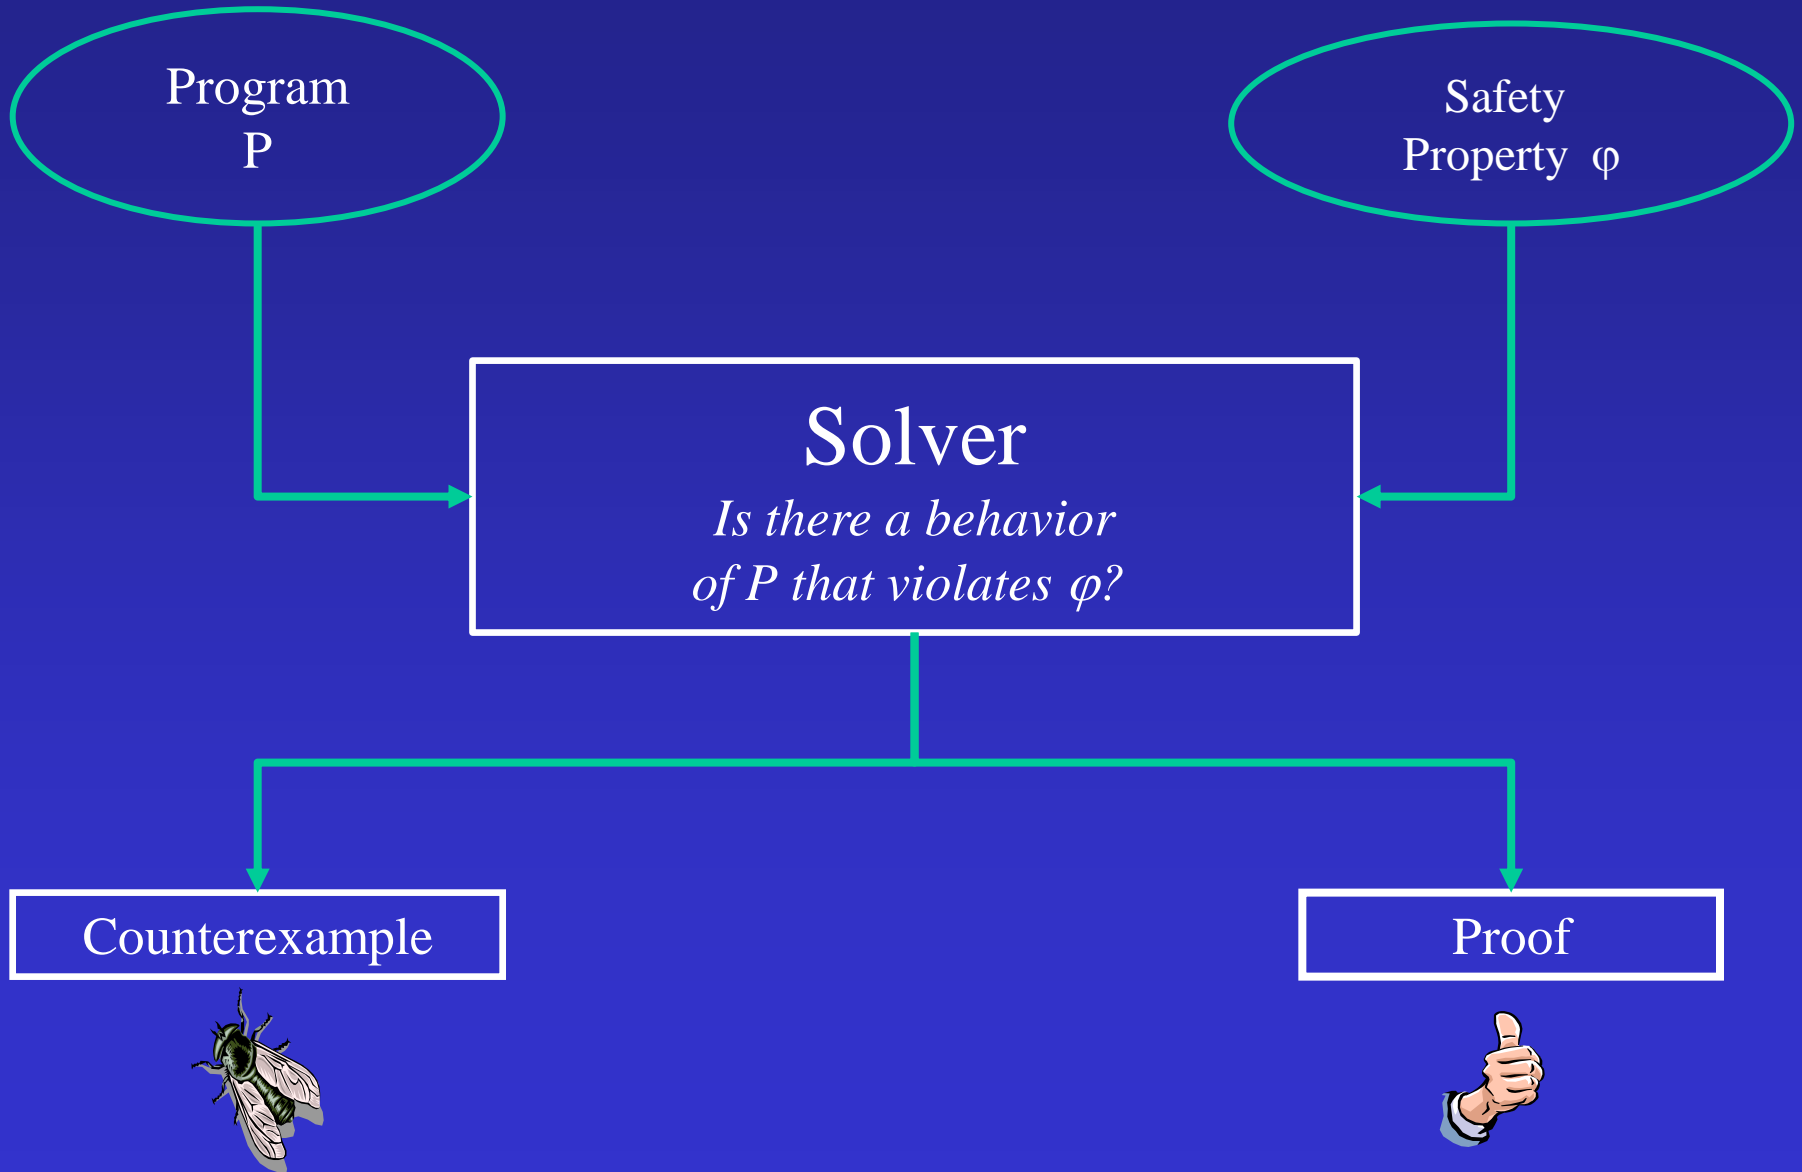 Program
P
Safety
Property φ
Solver
Is there a behavior
of P that violates φ?
Counterexample
Proof